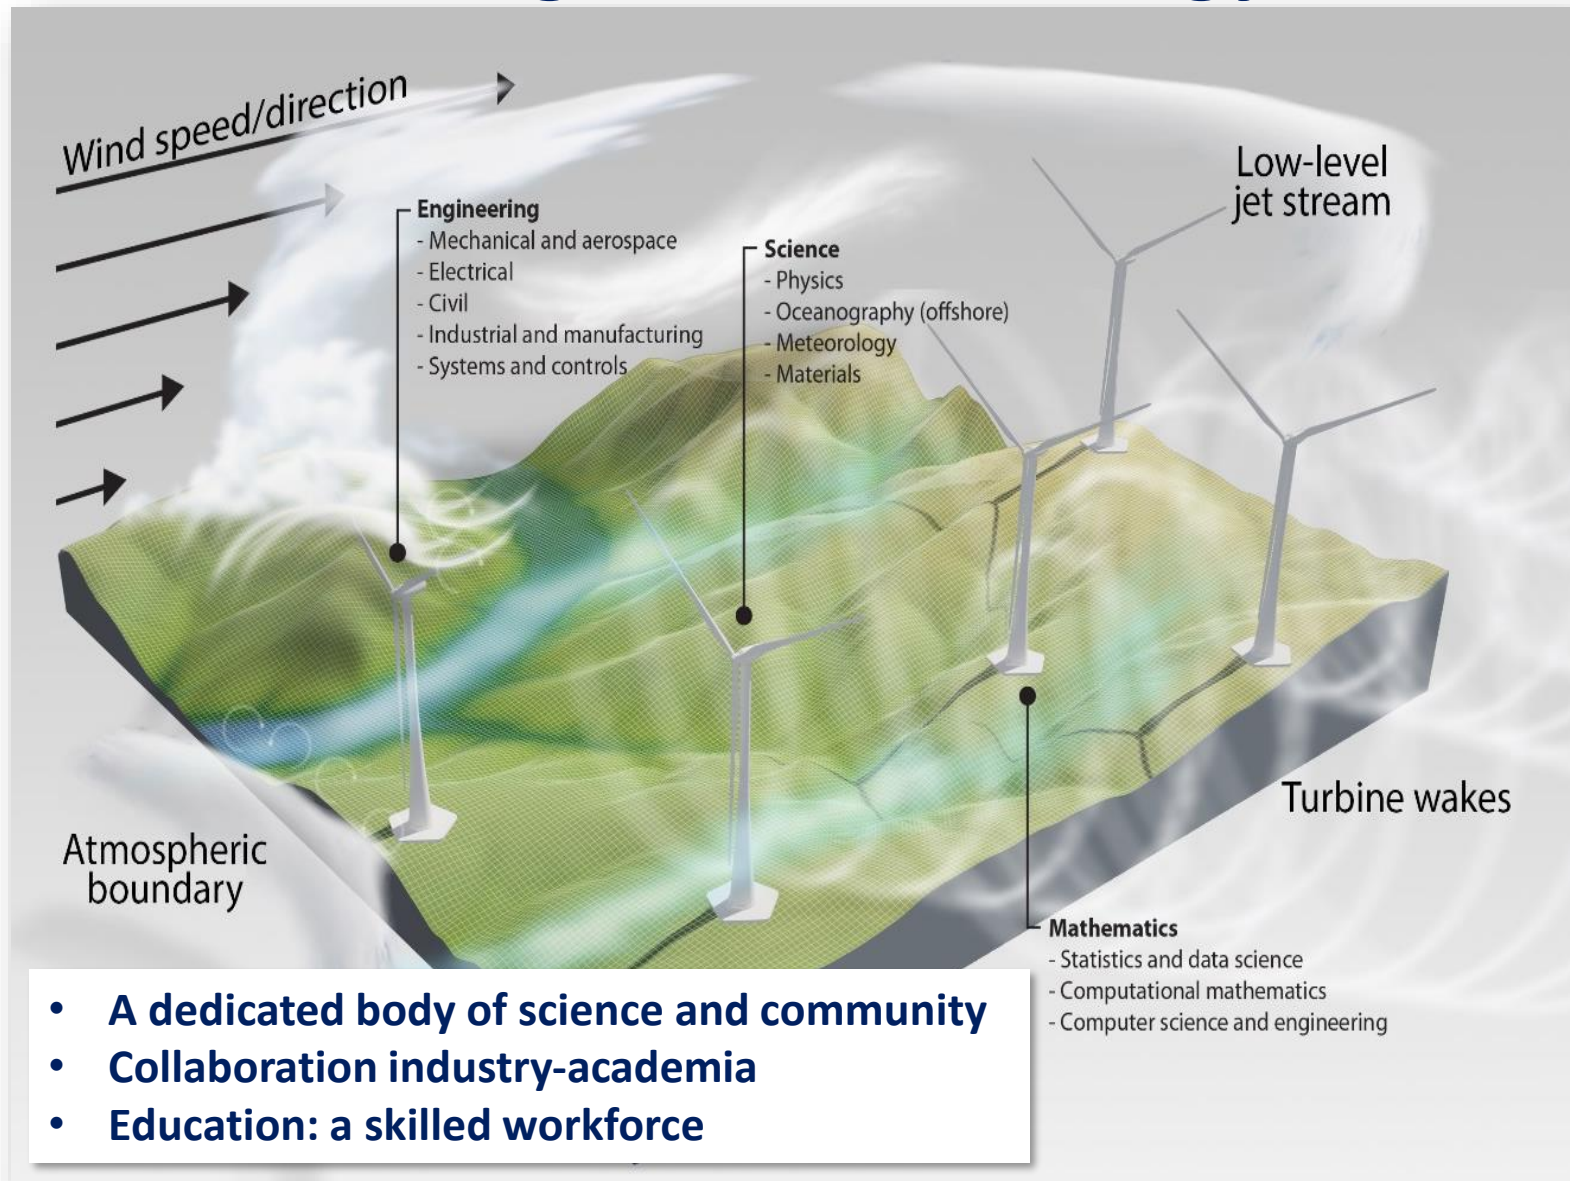 Wind speed/direction
Low-level
jet stream
Engineering
- Mechanical and aerospace
- Electrical
- Civil
- Industrial and manufacturing
- Systems and controls
Science
- Physics
- Oceanography (offshore)
- Meteorology
- Materials
Turbine wakes
Atmospheric
boundary
Mathematics
- Statistics and data science
- Computational mathematics
- Computer science and engineering
• A dedicated body of science and community
• Collaboration industry-academia
• Education: a skilled workforce